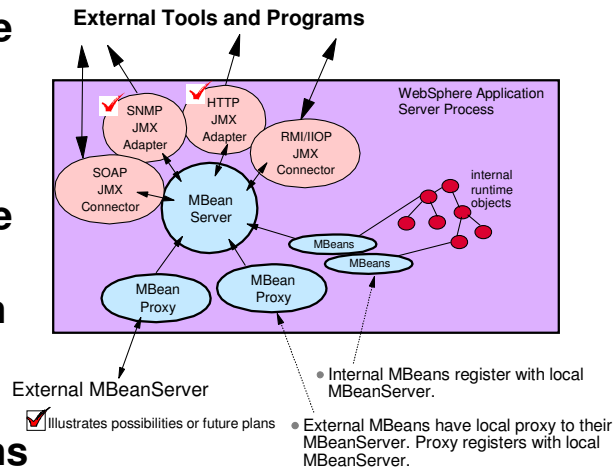 External Tools and Programs
e
WebSphere Application
Server Process
SNMP
JMX
Adapter
HTTP
JMX
Adapter
RMI/IIOP
JMX
Connector
SOAP
JMX
Connector
MBean
Server
internal
runtime
objects
e
MBeans
MBeans
MBean
Proxy
MBean
Proxy
n
External MBeanServer
Illustrates possibilities or future plans
● Internal MBeans register with local
MBeanServer.
● External MBeans have local proxy to their
MBeanServer. Proxy registers with local
MBeanServer.
ns